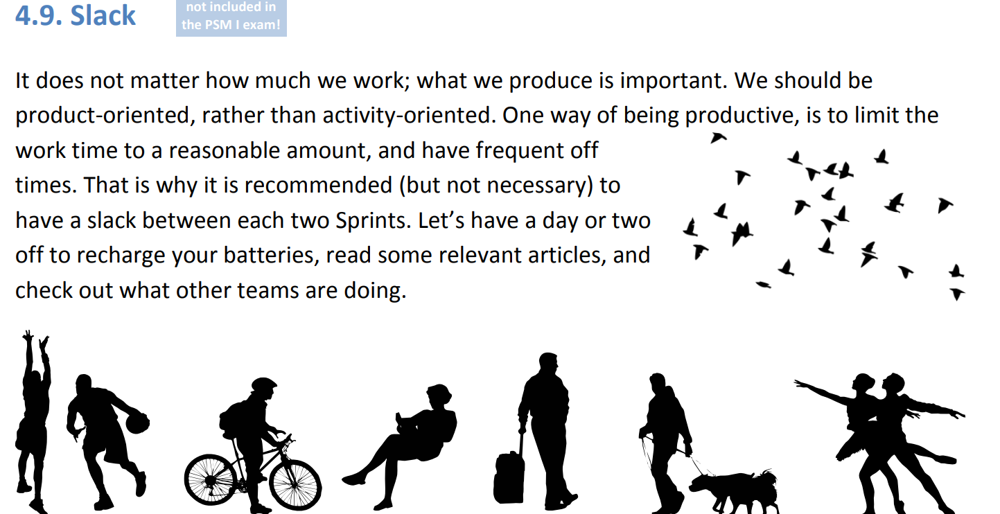 4.9. Slack
not included in
the PSM I exam!
It does not matter how much we work; what we produce is important. We should be
product-oriented, rather than activity-oriented. One way of being productive, is to limit the
work time to a reasonable amount, and have frequent off
times. That is why it is recommended (but not necessary) to
have a slack between each two Sprints. Let’s have a day or two
off to recharge your batteries, read some relevant articles, and
check out what other teams are doing.